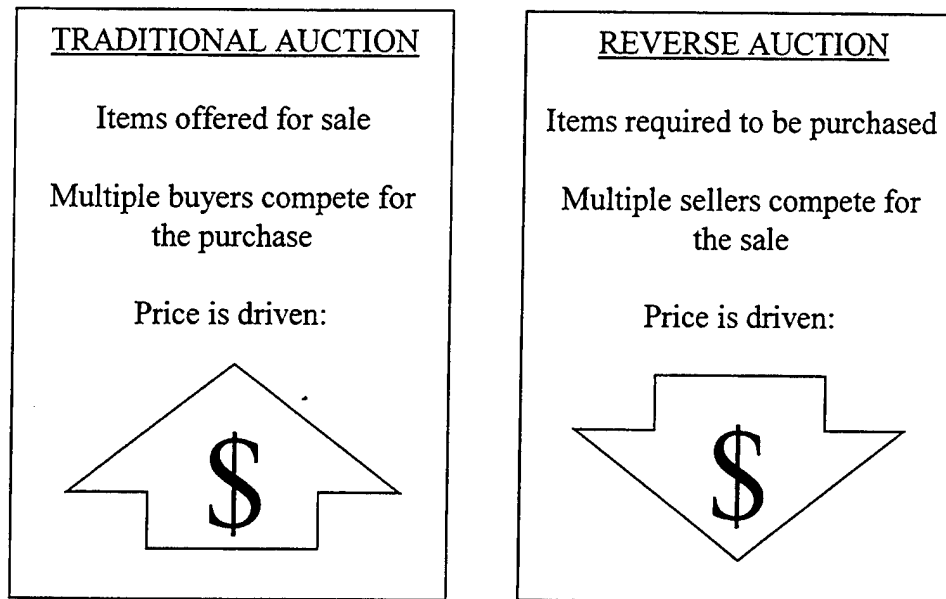 TRADITIONAL AUCTION
Items offered for sale
Multiple buyers compete for
the purchase
Price is driven:
$
REVERSE AUCTION
Items required to be purchased
Multiple sellers compete for
the sale
Price is driven:
$